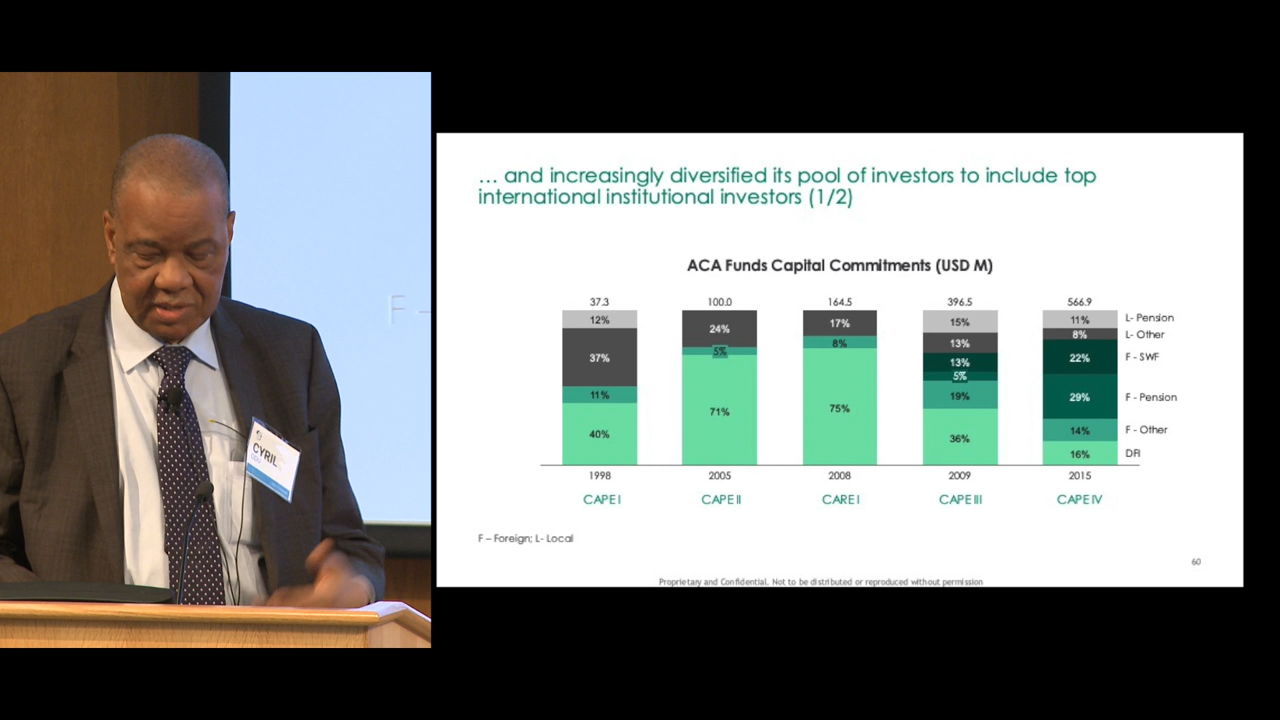 F –
CYRIL
… and increasingly diversified its pool of investors to include top
international institutional investors (1/2)
ACA Funds Capital Commitments (USD M)
37.3 100.0 164.5 396.5 566.9
12% 37% 11% 40%
24% 5% 71%
17% 8% 75%
15% 13% 13% 5% 19% 36%
11% 8% 22% 29% 14% 16%
L- Pension
L- Other
F - SWF
F - Pension
F - Other
DFI
1998 2005 2008 2009 2015
CAPE I CAPE II CARE I CAPE III CAPE IV
F – Foreign; L- Local
60
Proprietary and Confidential. Not to be distributed or reproduced without permission